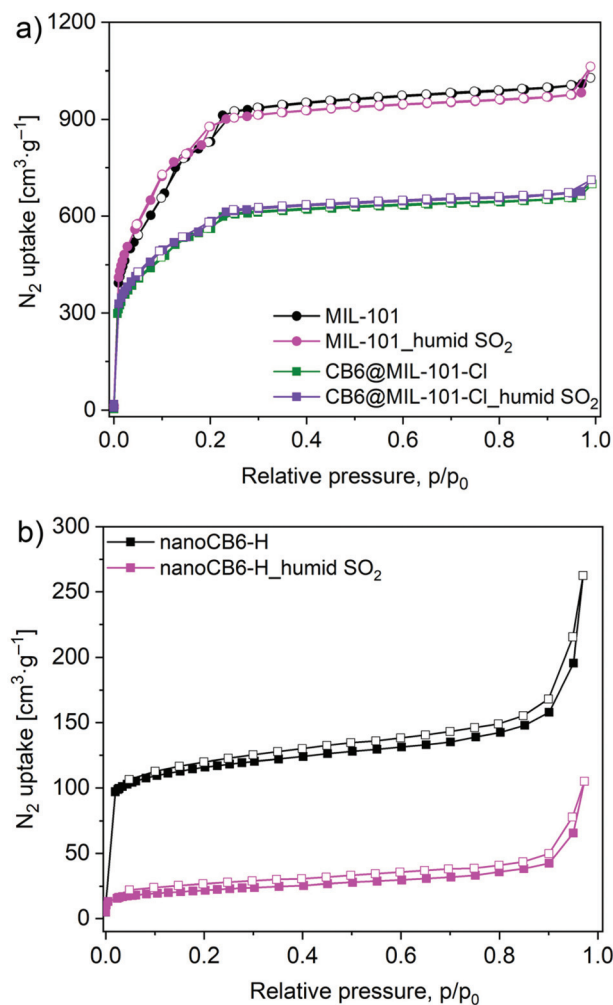 a)
1200
900
600
300
0
N₂ uptake [cm³·g⁻¹]
MIL-101
MIL-101_humid SO₂
CB6@MIL-101-Cl
CB6@MIL-101-Cl_humid SO₂
0.0 0.2 0.4 0.6 0.8 1.0
Relative pressure, p/p₀
b)
300
250
200
150
100
50
0
N₂ uptake [cm³·g⁻¹]
nanoCB6-H
nanoCB6-H_humid SO₂
0.0 0.2 0.4 0.6 0.8 1.0
Relative pressure, p/p₀